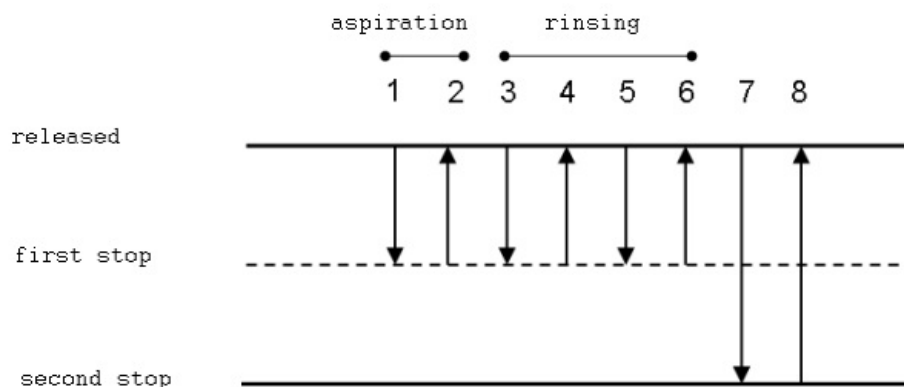 aspiration rinsing
1 2 3 4 5 6 7 8
released
first stop
second stop